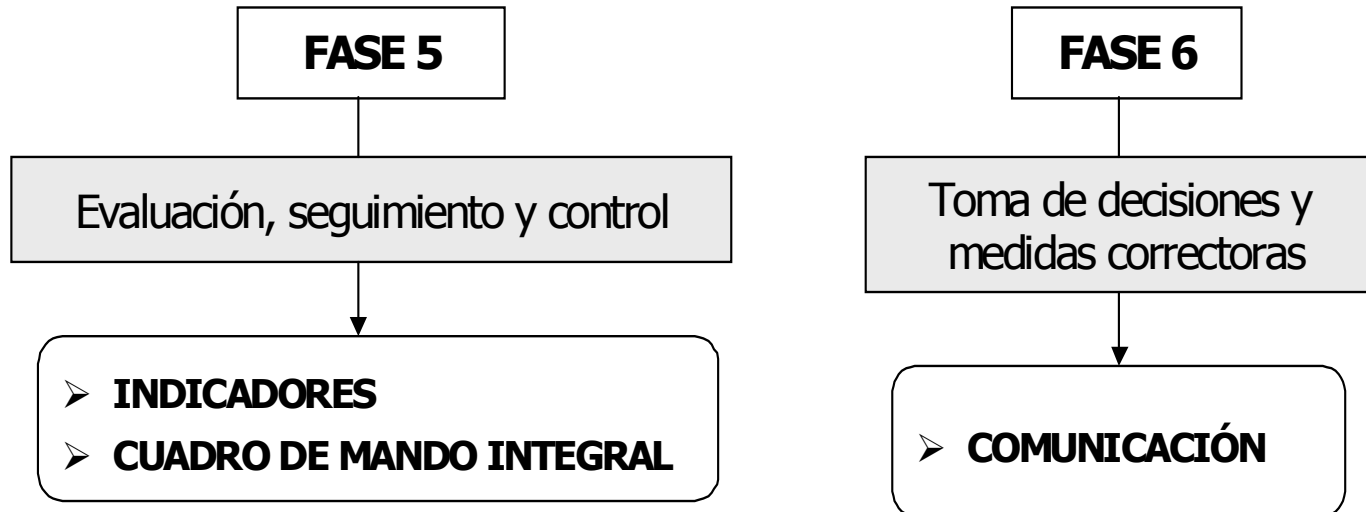 FASE 5
Evaluación, seguimiento y control
➢ INDICADORES
➢ CUADRO DE MANDO INTEGRAL
FASE 6
Toma de decisiones y
medidas correctoras
➢ COMUNICACIÓN